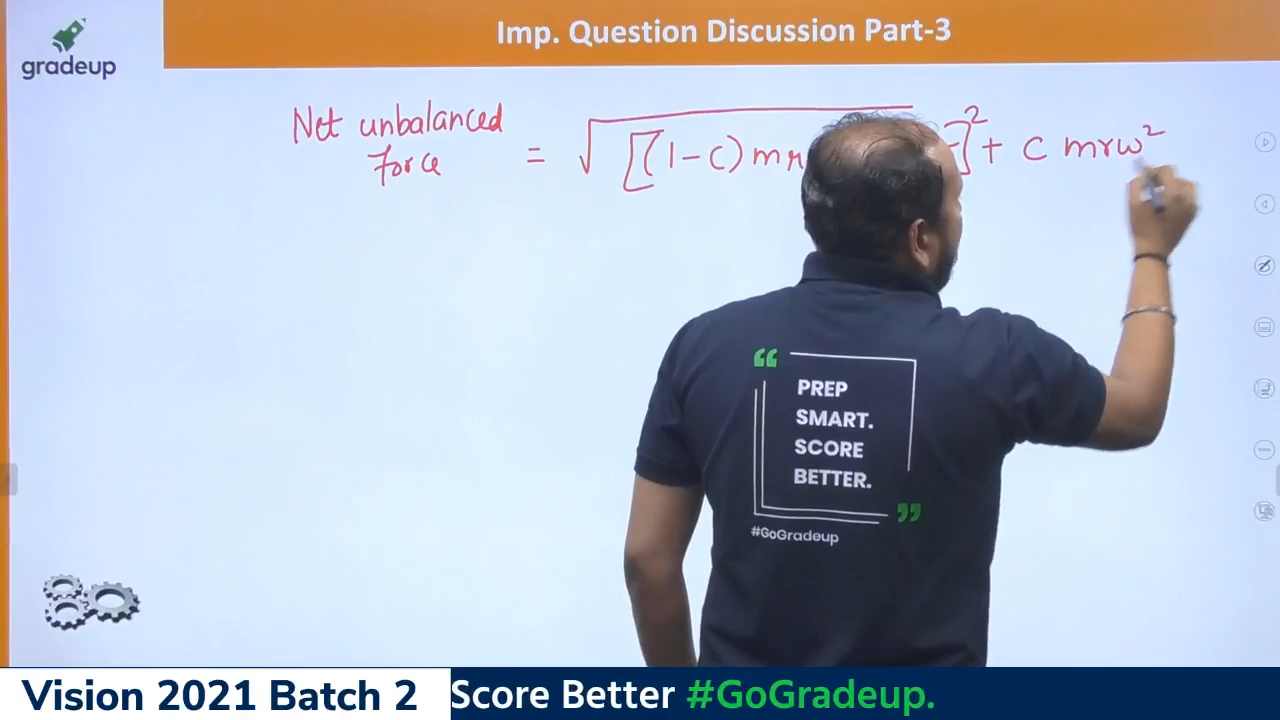 Imp. Question Discussion Part-3
gradeup
Net unbalanced
force
= √ [(1-C) m ]² + C mrω²
PREP
SMART.
SCORE
BETTER.
#GoGradeup
Vision 2021 Batch 2 Score Better #GoGradeup.